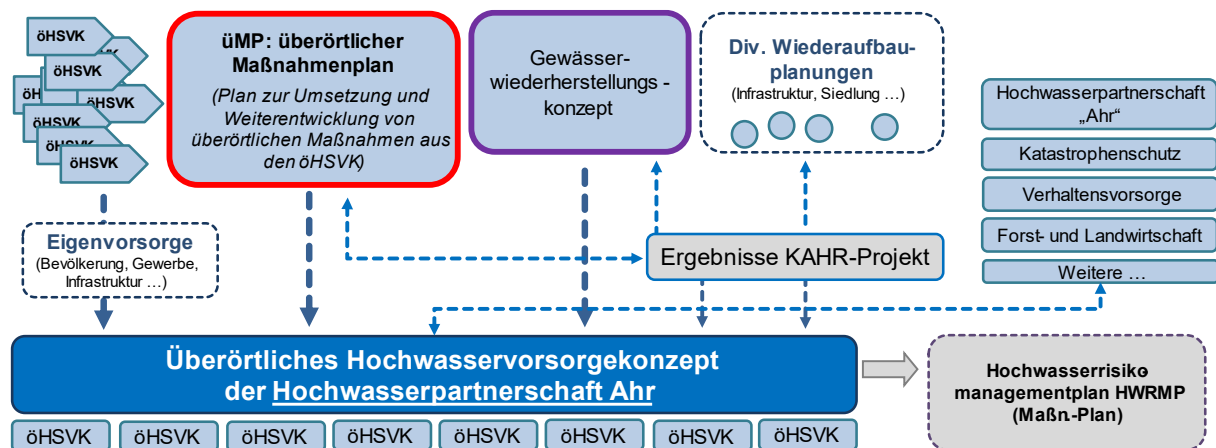 öHSVK
öHSVK
öHSVK
öHSVK
öHSVK
öHSVK
öHSVK
üMP: überörtlicher
Maßnahmenplan
(Plan zur Umsetzung und
Weiterentwicklung von
überörtlichen Maßnahmen aus
den öHSVK)
Gewässer-
wiederherstellungs -
konzept
Div. Wiederaufbau-
planungen
(Infrastruktur, Siedlung …)
Hochwasserpartnerschaft
„Ahr“
Katastrophenschutz
Verhaltensvorsorge
Forst- und Landwirtschaft
Weitere …
Eigenvorsorge
(Bevölkerung, Gewerbe,
Infrastruktur …)
Ergebnisse KAHR-Projekt
Überörtliches Hochwasservorsorgekonzept
der Hochwasserpartnerschaft Ahr
Hochwasserrisiko
managementplan HWRMP
(Maßn.-Plan)
öHSVK
öHSVK
öHSVK
öHSVK
öHSVK
öHSVK
öHSVK
öHSVK